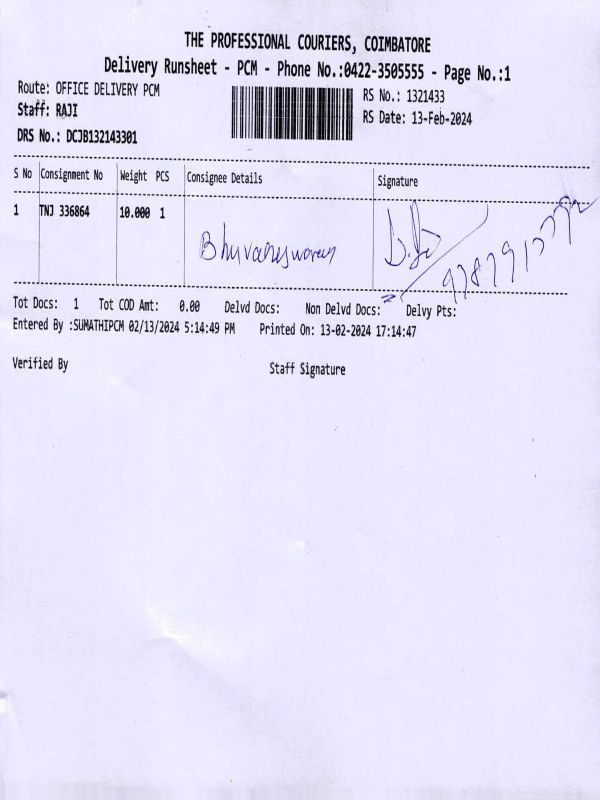 THE PROFESSIONAL COURIERS, COIMBATORE
Delivery Runsheet - PCM - Phone No.:0422-3505555 - Page No.:1
Route: OFFICE DELIVERY PCM
RS No.: 1321433
Staff: RAJI
RS Date: 13-Feb-2024
DRS No.: DCJB132143301
S No Consignment No Weight PCS Consignee Details Signature
1 TNJ 336864 10.000 1
Bhuvaneswaran
Tot Docs: 1 Tot COD Amt: 0.00 Delvd Docs: Non Delvd Docs: Delvy Pts:
Entered By :SUMATHIPCM 02/13/2024 5:14:49 PM Printed On: 13-02-2024 17:14:47
Verified By Staff Signature